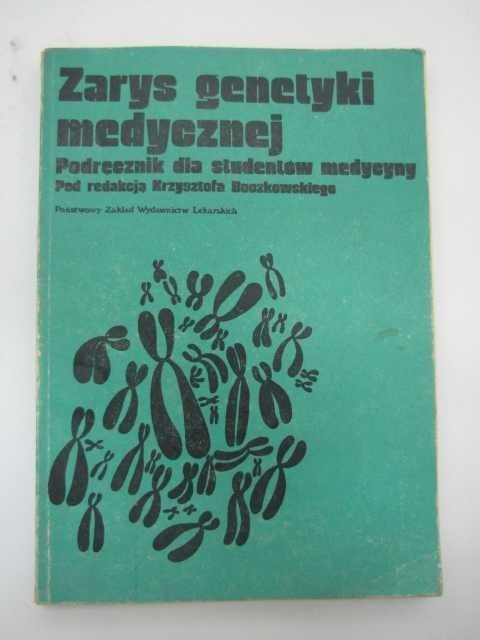 Zarys genetyki
medycznej
Podręcznik dla studentów medycyny
Pod redakcją Krzysztofa Boczkowskiego
Państwowy Zakład Wydawnictw Lekarskich